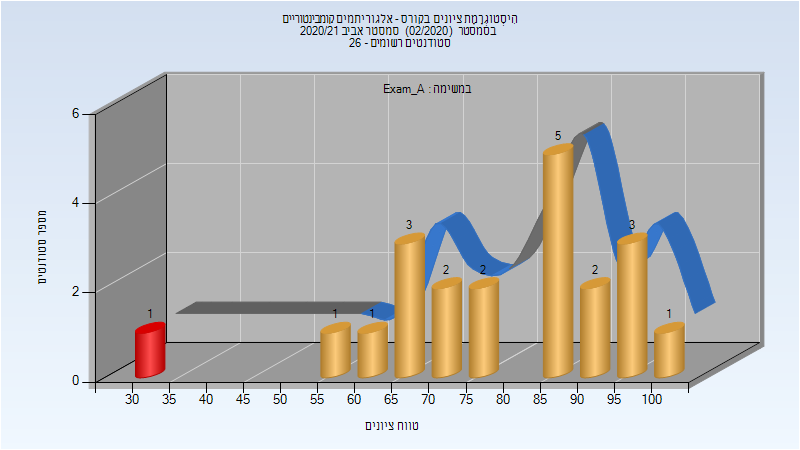 היסטוגרמת ציונים בקורס - אלגוריתמים קומבינטוריים
בסמסטר (02/2020) סמסטר אביב 2020/21
סטודנטים רשומים - 26
במשימה : Exam_A
מספר סטודנטים
6
4
2
0
1
1
1
3
2
2
5
2
3
1
30 35 40 45 50 55 60 65 70 75 80 85 90 95 100
טווח ציונים